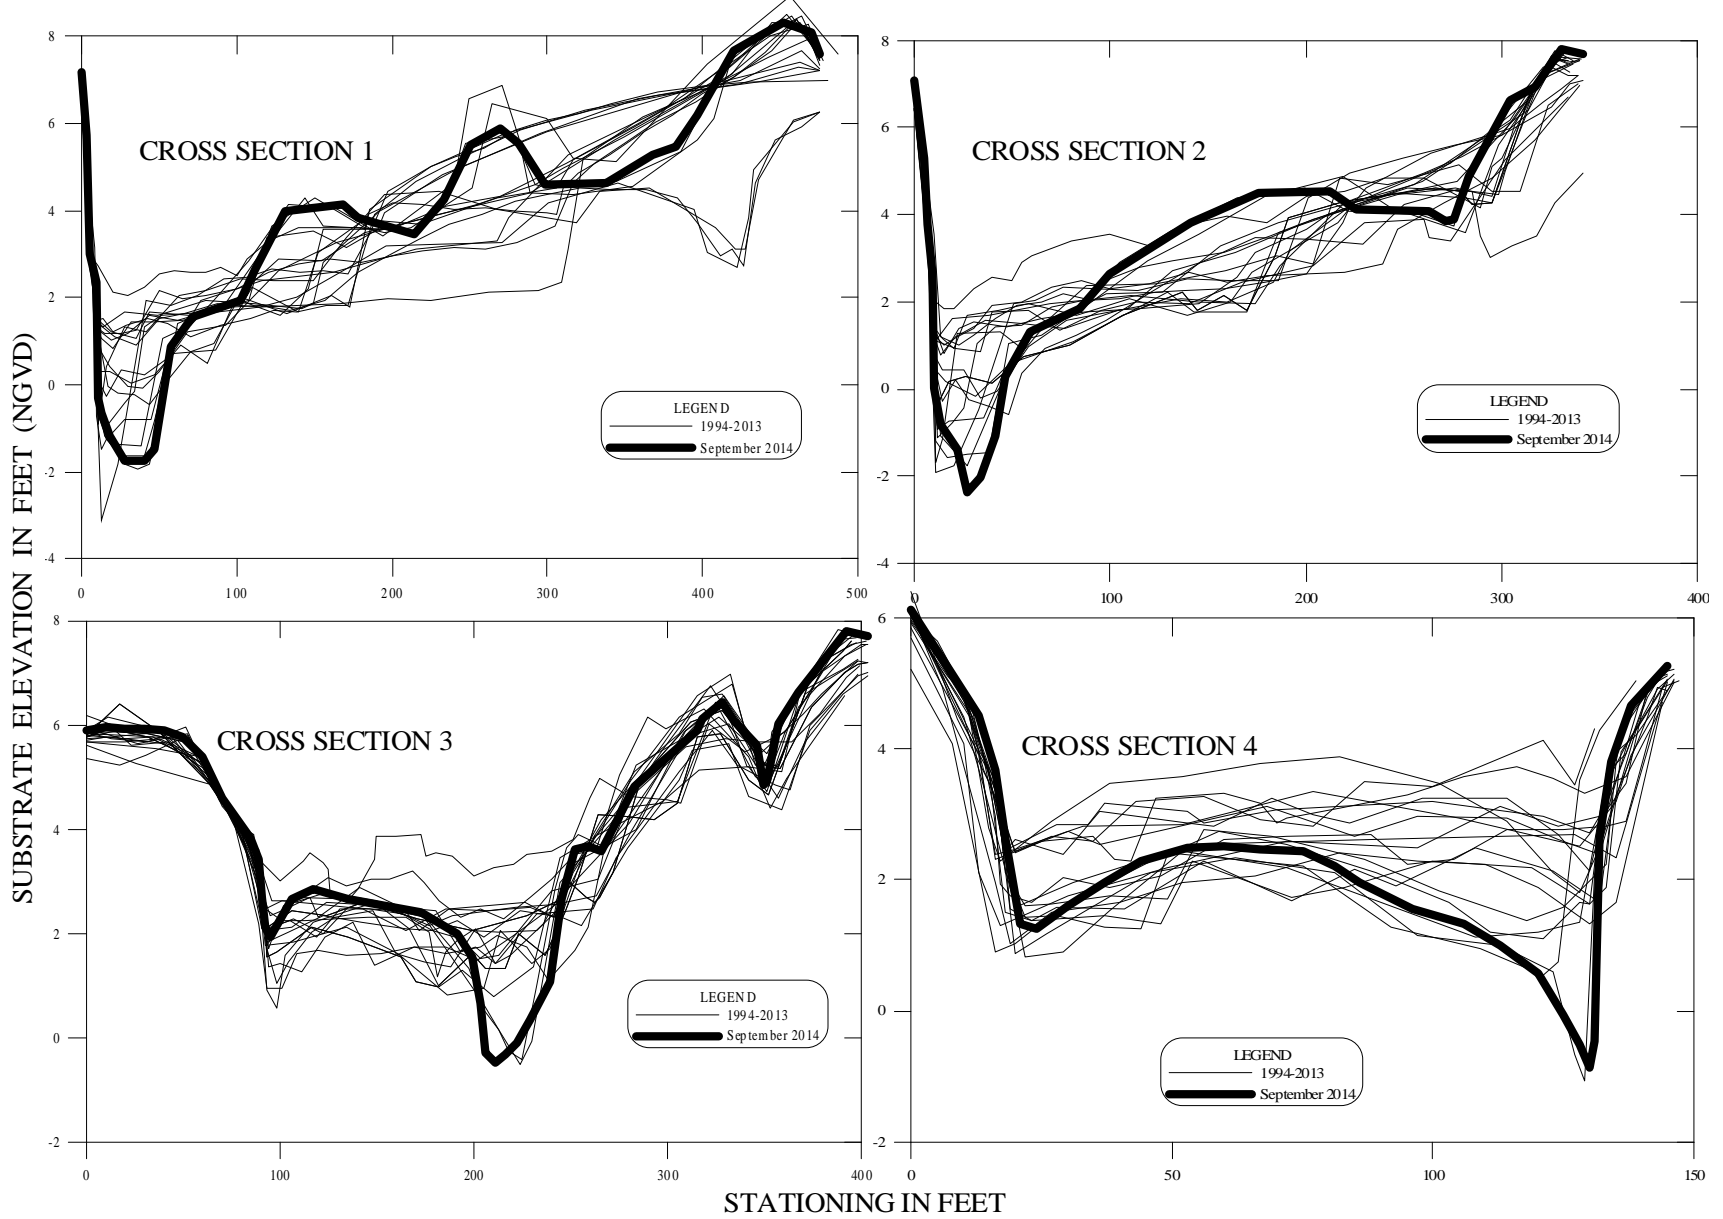 SUBSTRATE ELEVATION IN FEET (NGVD)
8
6
4
2
0
-2
-4
CROSS SECTION 1
LEGEND
1994-2013
September 2014
0 100 200 300 400 500
8
6
4
2
0
-2
-4
CROSS SECTION 2
LEGEND
1994-2013
September 2014
0 100 200 300 400
8
6
4
2
0
-2
CROSS SECTION 3
LEGEND
1994-2013
September 2014
0 100 200 300 400
6
4
2
0
-2
CROSS SECTION 4
LEGEND
1994-2013
September 2014
0 50 100 150
STATIONING IN FEET